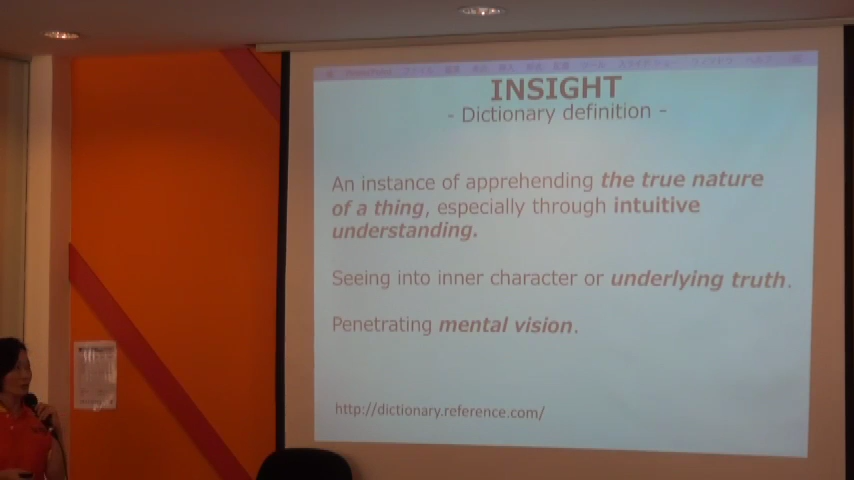 INSIGHT
- Dictionary definition -
An instance of apprehending the true nature
of a thing, especially through intuitive
understanding.
Seeing into inner character or underlying truth.
Penetrating mental vision.
http://dictionary.reference.com/